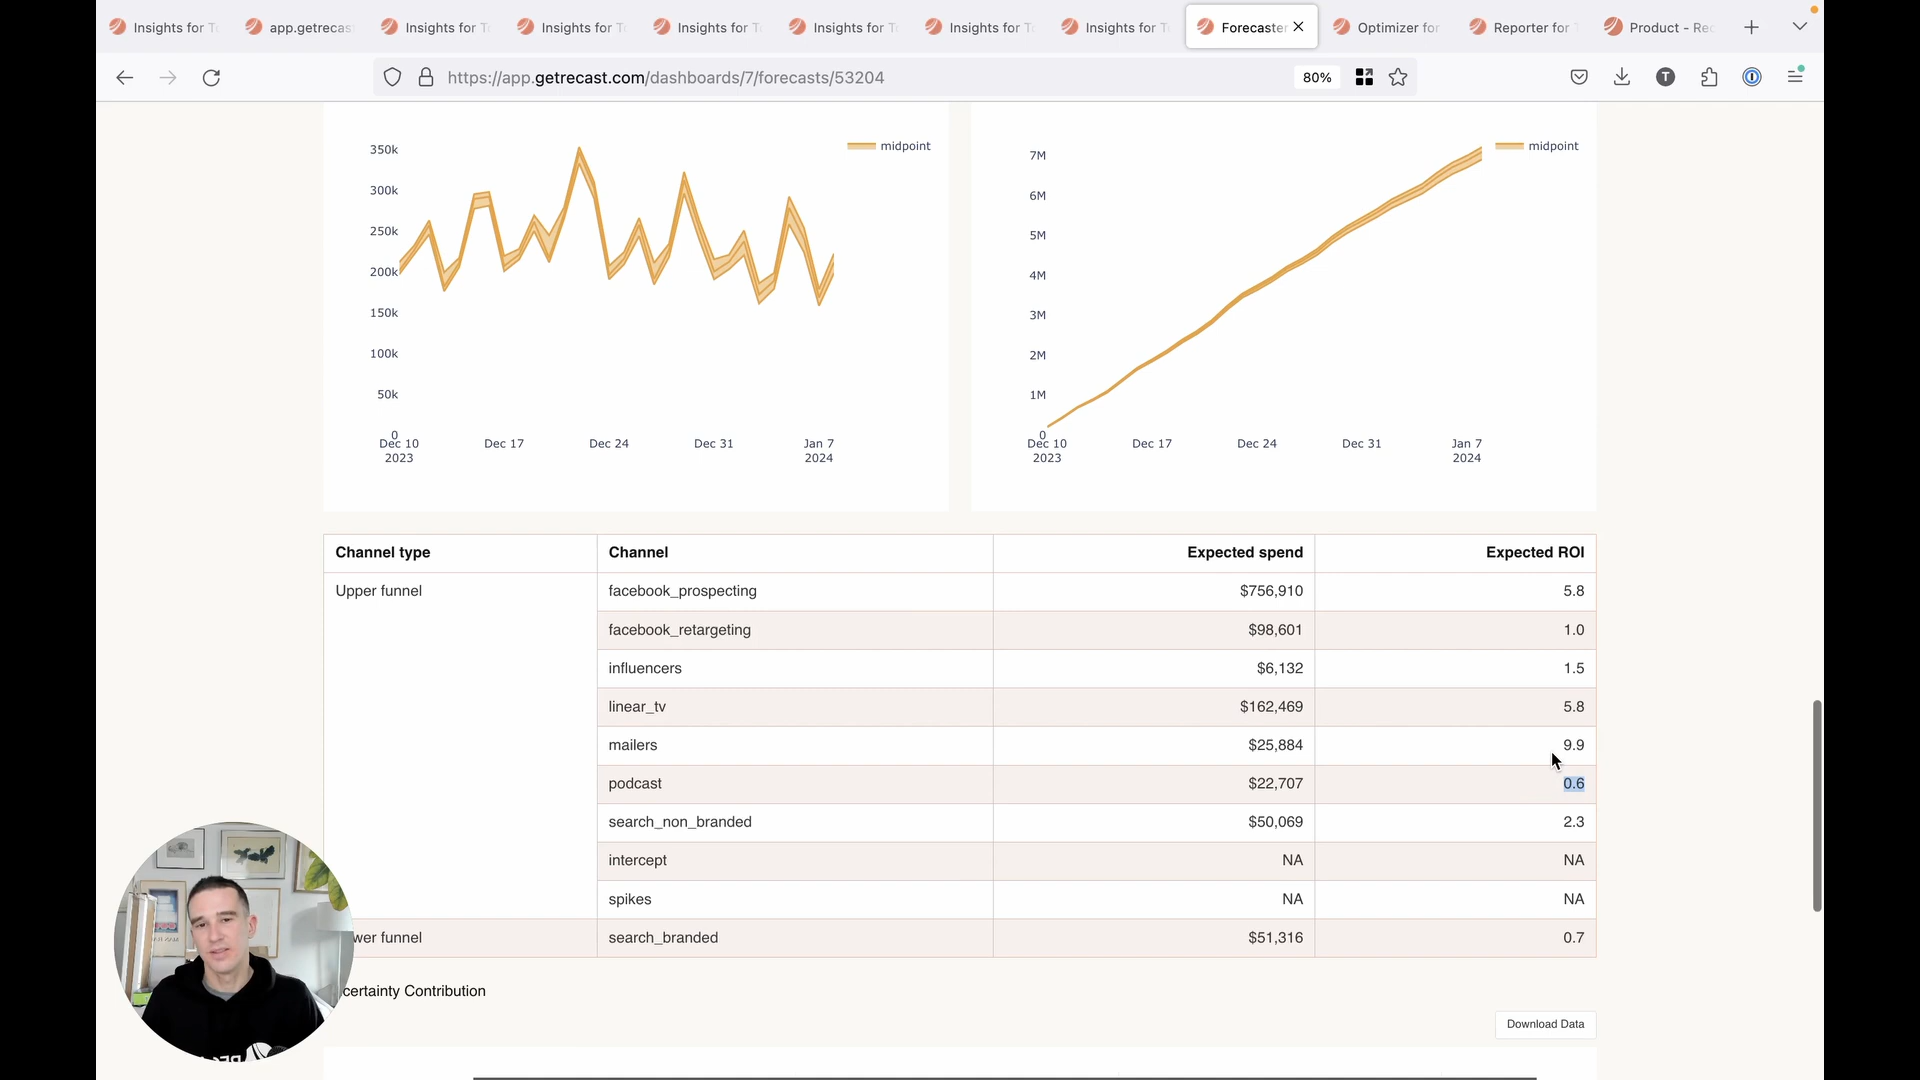 Insights for T
app.getrecas
Insights for T
Insights for T
Insights for T
Insights for T
Insights for T
Insights for T
Forecaster
Optimizer for
Reporter for
Product - Rec
https://app.getrecast.com/dashboards/7/forecasts/53204
80%
T
350k
300k
250k
200k
150k
100k
50k
0
Dec 10
2023
Dec 17
Dec 24
Dec 31
Jan 7
2024
midpoint
7M
6M
5M
4M
3M
2M
1M
0
Dec 10
2023
Dec 17
Dec 24
Dec 31
Jan 7
2024
midpoint
Channel type Channel Expected spend Expected ROI
Upper funnel facebook_prospecting $756,910 5.8
facebook_retargeting $98,601 1.0
influencers $6,132 1.5
linear_tv $162,469 5.8
mailers $25,884 9.9
podcast $22,707 0.6
search_non_branded $50,069 2.3
intercept NA NA
spikes NA NA
wer funnel search_branded $51,316 0.7
certainty Contribution
Download Data